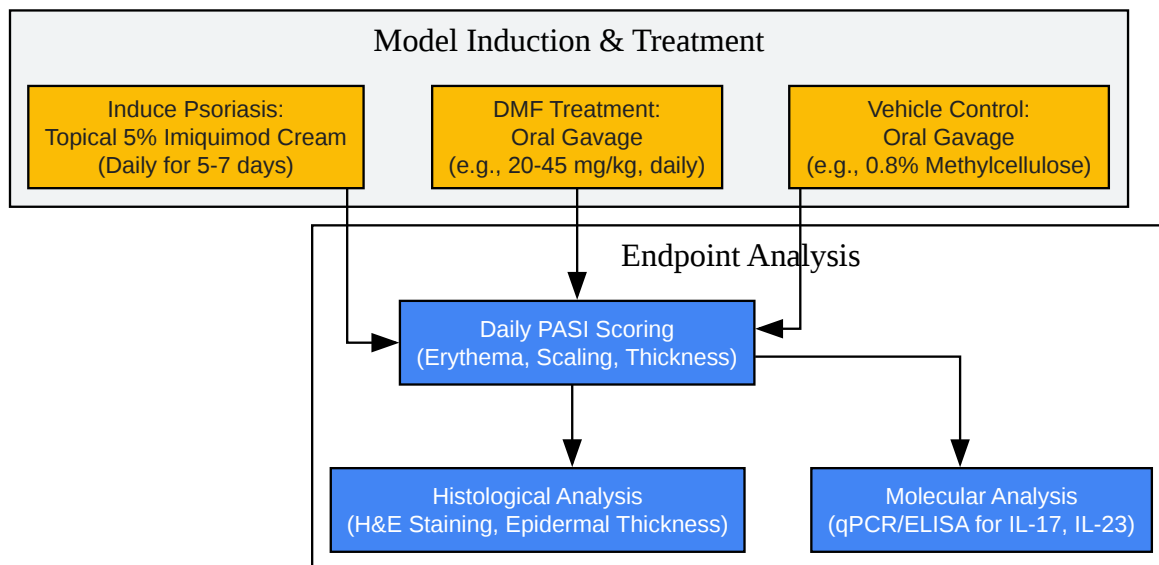 Model Induction & Treatment
Induce Psoriasis:
Topical 5% Imiquimod Cream
(Daily for 5-7 days)
DMF Treatment:
Oral Gavage
(e.g., 20-45 mg/kg, daily)
Vehicle Control:
Oral Gavage
(e.g., 0.8% Methylcellulose)
Endpoint Analysis
Daily PASI Scoring
(Erythema, Scaling, Thickness)
Histological Analysis
(H&E Staining, Epidermal Thickness)
Molecular Analysis
(qPCR/ELISA for IL-17, IL-23)